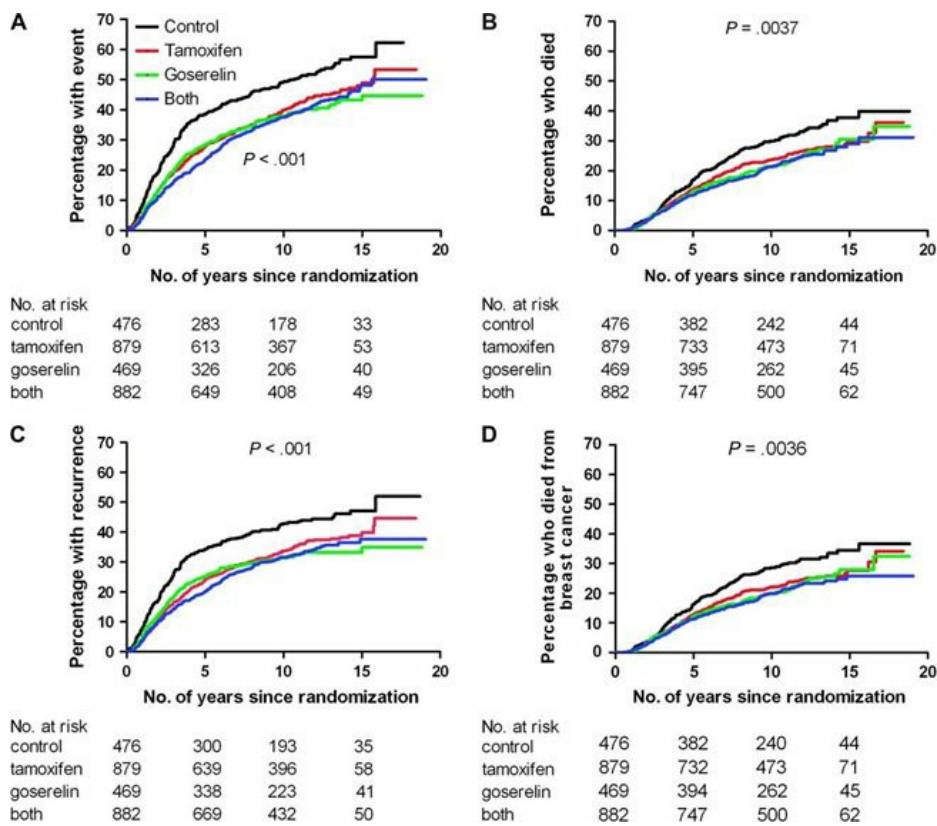 A
Control
Tamoxifen
Goserelin
Both
P < .001
Percentage with event
70
60
50
40
30
20
10
0
0 5 10 15 20
No. of years since randomization
No. at risk
control 476 283 178 33
tamoxifen 879 613 367 53
goserelin 469 326 206 40
both 882 649 408 49
B
P = .0037
Percentage who died
70
60
50
40
30
20
10
0
0 5 10 15 20
No. of years since randomization
No. at risk
control 476 382 242 44
tamoxifen 879 733 473 71
goserelin 469 395 262 45
both 882 747 500 62
C
P < .001
Percentage with recurrence
70
60
50
40
30
20
10
0
0 5 10 15 20
No. of years since randomization
No. at risk
control 476 300 193 35
tamoxifen 879 639 396 58
goserelin 469 338 223 41
both 882 669 432 50
D
P = .0036
Percentage who died from
breast cancer
70
60
50
40
30
20
10
0
0 5 10 15 20
No. of years since randomization
No. at risk
control 476 382 240 44
tamoxifen 879 732 473 71
goserelin 469 394 262 45
both 882 747 500 62